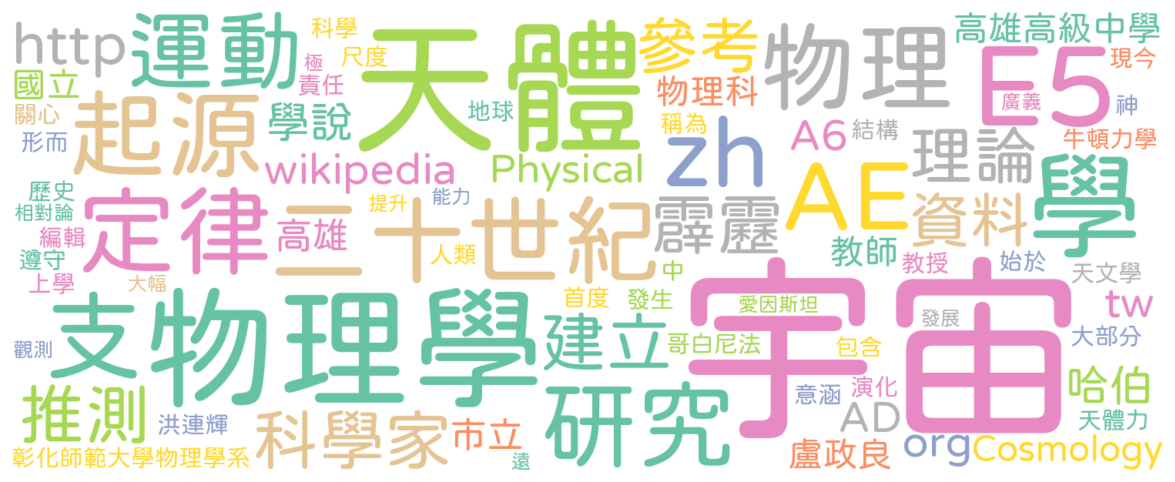 http
運動
科學
尺度
極
責任
天體
參考
物理
高雄高級中學
E5
現今
廣義
神
國立
關心
形而
起源
學說
地球
物理科
稱為
A6
結構
牛頓力學
wikipedia
Physical
zh
AE
理論
學
歷史
相對論
編輯
遵守
上學
大幅
定律
高雄
提升
能力
二十世紀
人類
中
霹靂
資料
教師
教授
始於
天文學
tw
支
物理學
首度
發生
建立
宇宙
愛因斯坦
發展
哥白尼法
包含
大部分
觀測
推測
洪連輝
科學家
市立
研究
意涵
演化
AD
哈伯
天體力
彰化師範大學物理學系
遠
盧政良
org
Cosmology